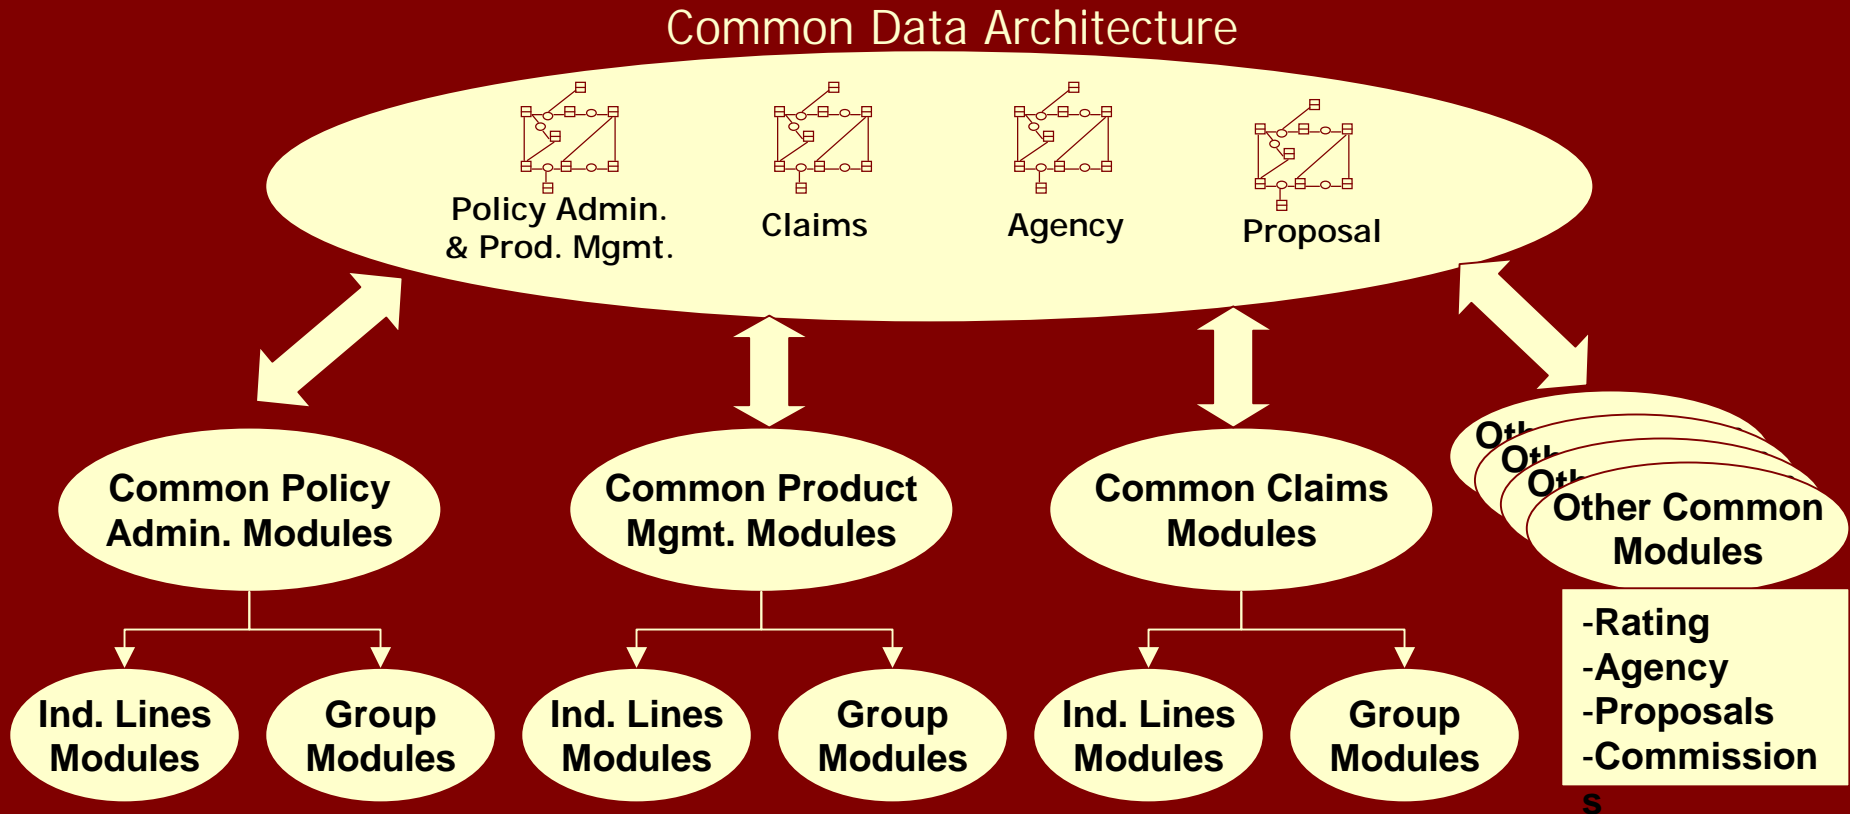 Common Data Architecture
Policy Admin.
& Prod. Mgmt.
Claims
Agency
Proposal
Common Policy
Admin. Modules
Common Product
Mgmt. Modules
Common Claims
Modules
Other Common
Modules
Ind. Lines
Modules
Group
Modules
Ind. Lines
Modules
Group
Modules
Ind. Lines
Modules
Group
Modules
-Rating
-Agency
-Proposals
-Commission
s